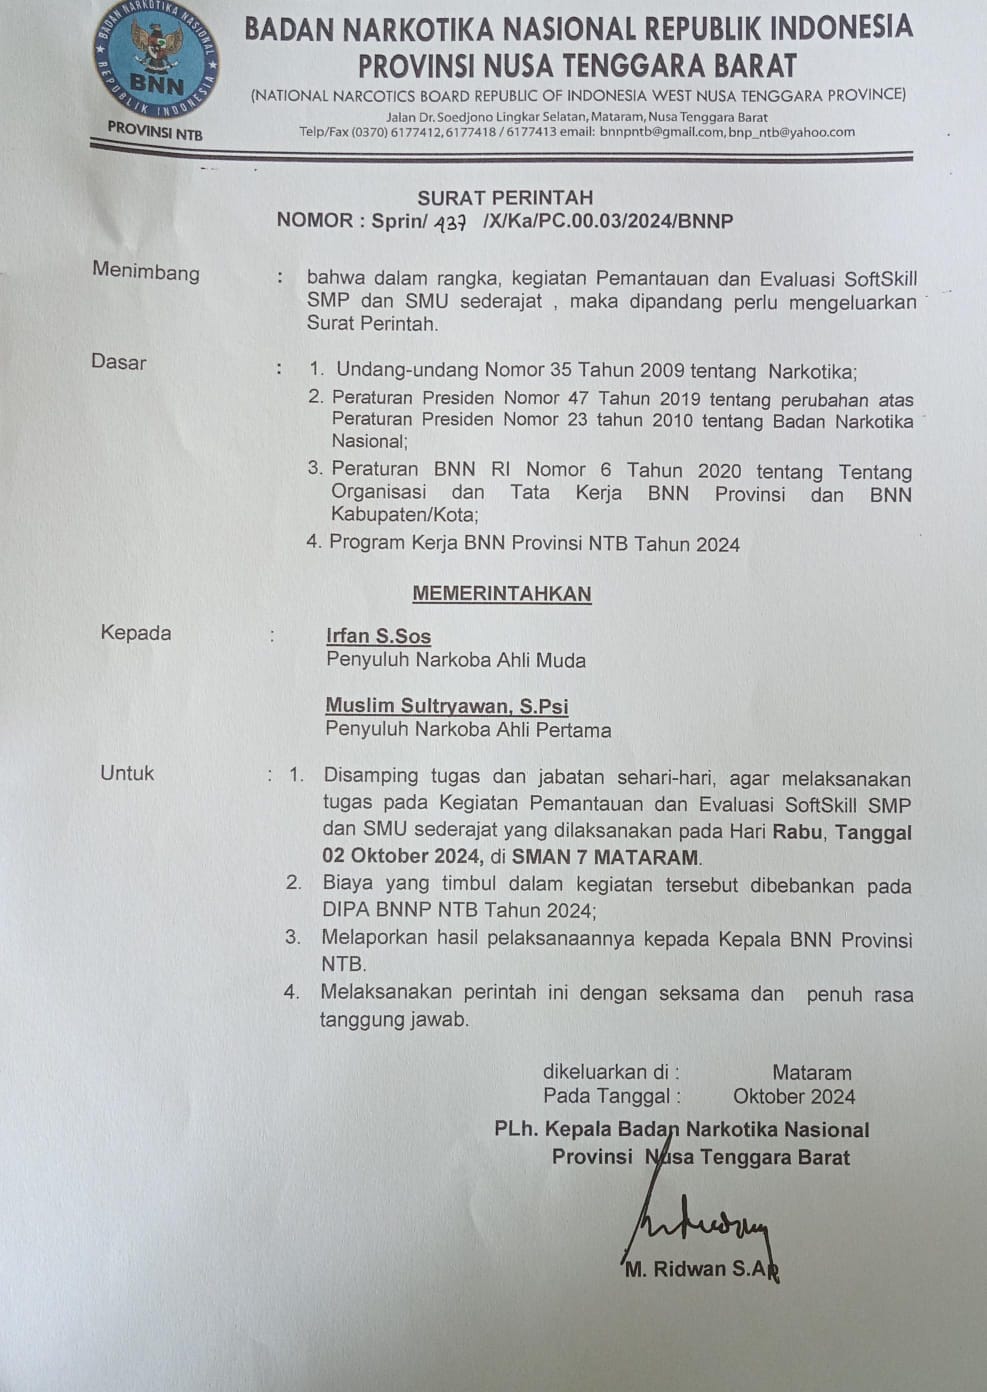 BADAN NARKOTIKA NASIONAL
REPUBLIK INDONESIA
BNN
PROVINSI NTB
BADAN NARKOTIKA NASIONAL REPUBLIK INDONESIA
PROVINSI NUSA TENGGARA BARAT
(NATIONAL NARCOTICS BOARD REPUBLIC OF INDONESIA WEST NUSA TENGGARA PROVINCE)
Jalan Dr. Soedjono Lingkar Selatan, Mataram, Nusa Tenggara Barat
Telp/Fax (0370) 6177412, 6177418 / 6177413 email: bnnpntb@gmail.com, bnp_ntb@yahoo.com
SURAT PERINTAH
NOMOR : Sprin/ 937 /X/Ka/PC.00.03/2024/BNNP
Menimbang : bahwa dalam rangka, kegiatan Pemantauan dan Evaluasi SoftSkill
SMP dan SMU sederajat , maka dipandang perlu mengeluarkan
Surat Perintah.
Dasar : 1. Undang-undang Nomor 35 Tahun 2009 tentang Narkotika;
2. Peraturan Presiden Nomor 47 Tahun 2019 tentang perubahan atas
Peraturan Presiden Nomor 23 tahun 2010 tentang Badan Narkotika
Nasional;
3. Peraturan BNN RI Nomor 6 Tahun 2020 tentang Tentang
Organisasi dan Tata Kerja BNN Provinsi dan BNN
Kabupaten/Kota;
4. Program Kerja BNN Provinsi NTB Tahun 2024
MEMERINTAHKAN
Kepada : Irfan S.Sos
Penyuluh Narkoba Ahli Muda
Muslim Sultryawan, S.Psi
Penyuluh Narkoba Ahli Pertama
Untuk : 1. Disamping tugas dan jabatan sehari-hari, agar melaksanakan
tugas pada Kegiatan Pemantauan dan Evaluasi SoftSkill SMP
dan SMU sederajat yang dilaksanakan pada Hari Rabu, Tanggal
02 Oktober 2024, di SMAN 7 MATARAM.
2. Biaya yang timbul dalam kegiatan tersebut dibebankan pada
DIPA BNNP NTB Tahun 2024;
3. Melaporkan hasil pelaksanaannya kepada Kepala BNN Provinsi
NTB.
4. Melaksanakan perintah ini dengan seksama dan penuh rasa
tanggung jawab.
dikeluarkan di : Mataram
Pada Tanggal : Oktober 2024
PLh. Kepala Badan Narkotika Nasional
Provinsi Nusa Tenggara Barat
M. Ridwan S.AP